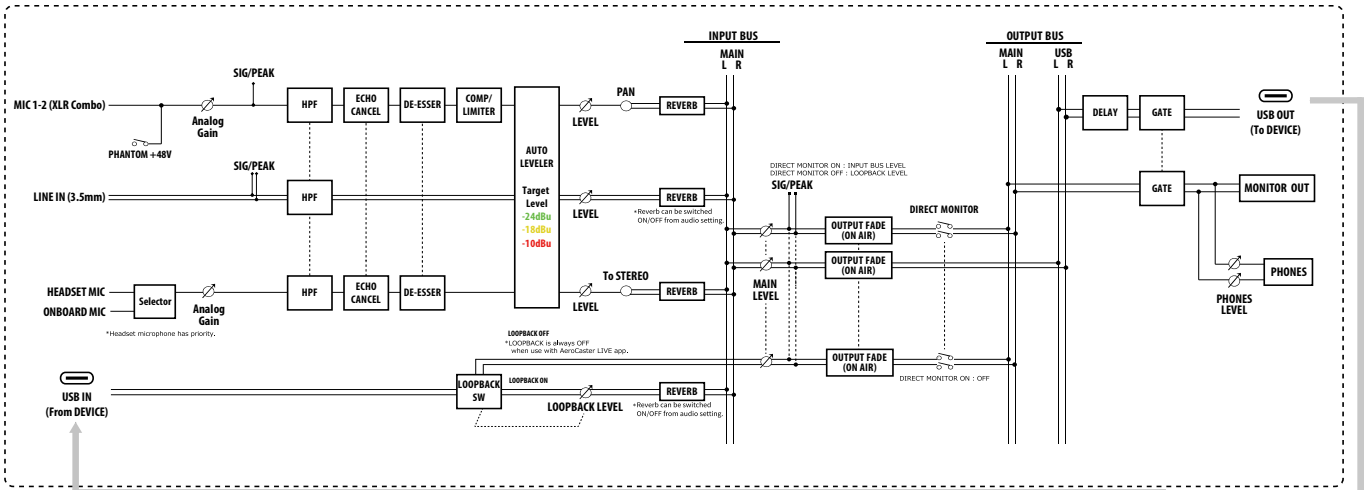 INPUT BUS
MAIN
L R
OUTPUT BUS
MAIN
L R
USB
L R
MIC 1-2 (XLR Combo)
PHANTOM +48V
Analog
Gain
SIG/PEAK
HPF
ECHO
CANCEL
DE-ESSER
COMP/
LIMITER
AUTO
LEVELER
Target
Level
-24dBu
-18dBu
-10dBu
LEVEL
PAN
REVERB
LINE IN (3.5mm)
SIG/PEAK
HPF
LEVEL
REVERB
*Reverb can be switched
ON/OFF from audio setting.
HEADSET MIC
ONBOARD MIC
Selector
*Headset microphone has priority.
Analog
Gain
HPF
ECHO
CANCEL
DE-ESSER
LEVEL
To STEREO
REVERB
USB IN
(From DEVICE)
LOOPBACK
SW
LOOPBACK OFF
*LOOPBACK is always OFF
when use with AeroCaster LIVE app.
LOOPBACK ON
LOOPBACK LEVEL
REVERB
*Reverb can be switched
ON/OFF from audio setting.
DIRECT MONITOR ON : INPUT BUS LEVEL
DIRECT MONITOR OFF : LOOPBACK LEVEL
SIG/PEAK
MAIN
LEVEL
OUTPUT FADE
(ON AIR)
OUTPUT FADE
(ON AIR)
OUTPUT FADE
(ON AIR)
DIRECT MONITOR
DIRECT MONITOR ON : OFF
DELAY
GATE
USB OUT
(To DEVICE)
GATE
MONITOR OUT
PHONES
LEVEL
PHONES